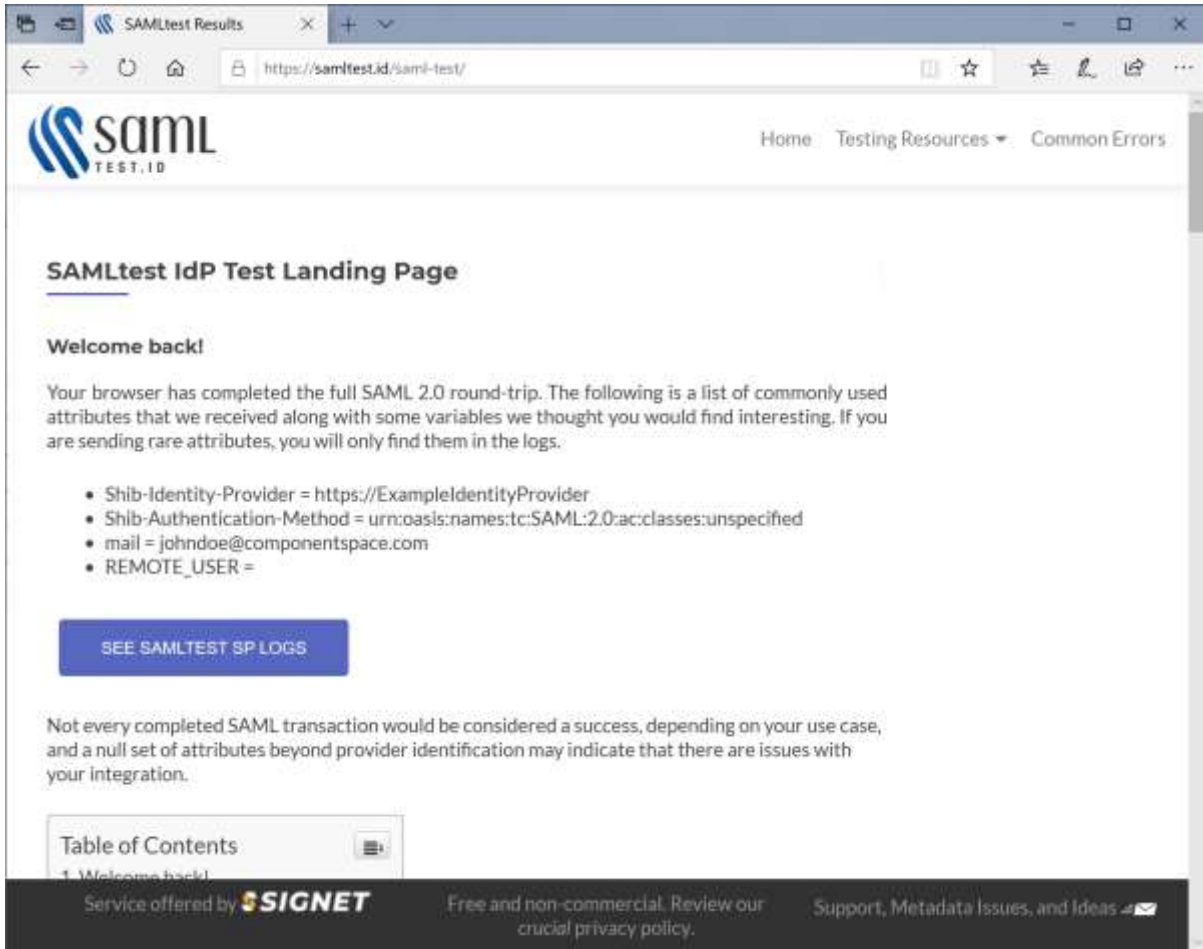 SAMLtest Results
https://samltest.id/saml-test/
saml
TEST.ID
Home Testing Resources Common Errors
SAMLtest IdP Test Landing Page
Welcome back!
Your browser has completed the full SAML 2.0 round-trip. The following is a list of commonly used
attributes that we received along with some variables we thought you would find interesting. If you
are sending rare attributes, you will only find them in the logs.
• Shib-Identity-Provider = https://ExampleIdentityProvider
• Shib-Authentication-Method = urn:oasis:names:tc:SAML:2.0:ac:classes:unspecified
• mail = johndoe@componentspace.com
• REMOTE_USER =
SEE SAMLTEST SP LOGS
Not every completed SAML transaction would be considered a success, depending on your use case,
and a null set of attributes beyond provider identification may indicate that there are issues with
your integration.
Table of Contents
1. Welcome back!
Service offered by SIGNET
Free and non-commercial. Review our
crucial privacy policy.
Support, Metadata Issues, and Ideas